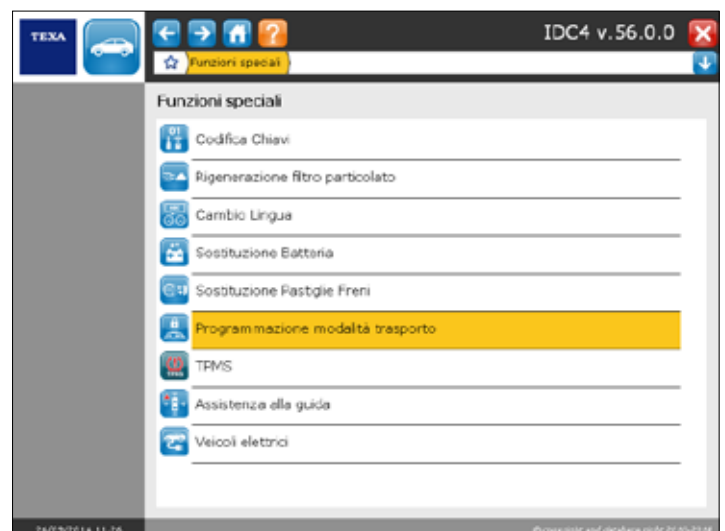 TEXA
IDC4 v.56.0.0
Funzioni speciali
Funzioni speciali
Codifica Chiavi
Rigenerazione filtro particolato
Cambio Lingua
Sostituzione Batteria
Sostituzione Pastiglie Freni
Programmazione modalità trasporto
TPMS
Assistenza alla guida
Veicoli elettrici